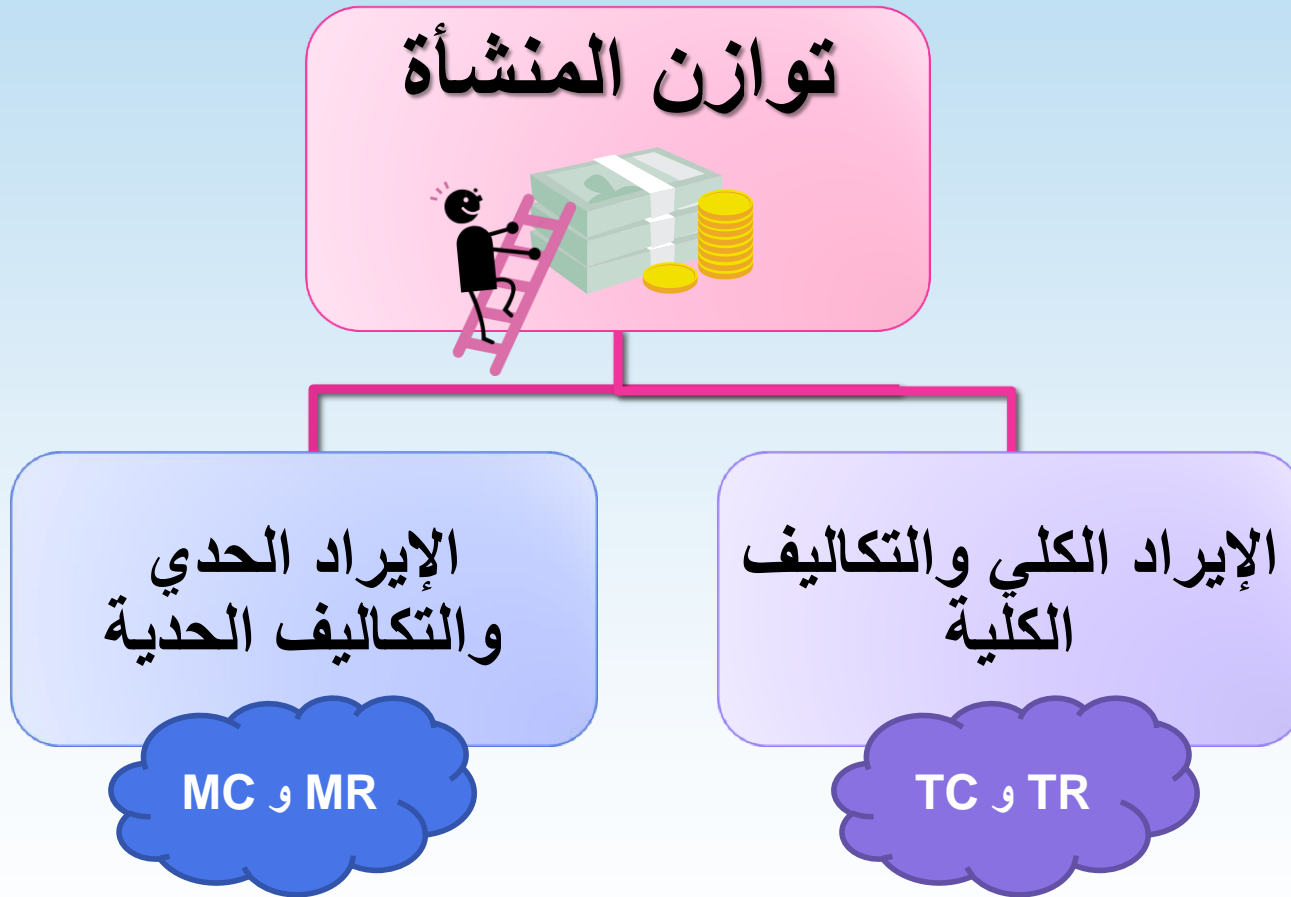 توازن المنشأة
الإيراد الكلي والتكاليف
الكلية
TR و TC
الإيراد الحدي
والتكاليف الحدية
MR و MC